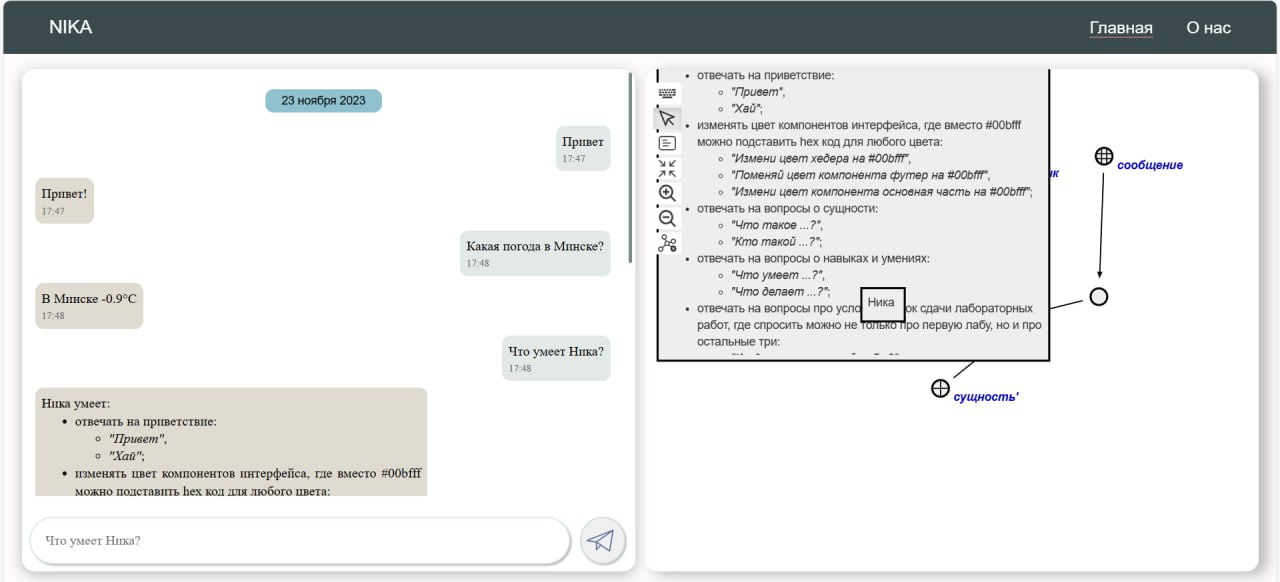 NIKA
Главная
О нас
23 ноября 2023
Привет
17:47
Привет!
17:47
Какая погода в Минске?
17:48
В Минске -0.9°C
17:48
Что умеет Ника?
17:48
Ника умеет:
отвечать на приветствие:
"Привет",
"Хай";
изменять цвет компонентов интерфейса, где вместо #00bfff
можно подставить hex код для любого цвета:
Что умеет Ника?
отвечать на приветствие:
"Привет",
"Хай";
изменять цвет компонентов интерфейса, где вместо #00bfff
можно подставить hex код для любого цвета:
"Измени цвет хедера на #00bfff",
"Поменяй цвет компонента футер на #00bfff",
"Измени цвет компонента основная часть на #00bfff";
отвечать на вопросы о сущности:
"Что такое ...?",
"Кто такой ...?";
отвечать на вопросы о навыках и умениях:
"Что умеет ...?",
"Что делает ...?";
отвечать на вопросы про сдачи лабораторных
работ, где спросить можно не только про первую лабу, но и про
остальные три:
Ника
сообщение
сущность'